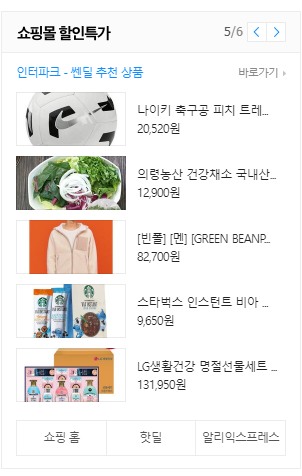 쇼핑몰 할인특가
5/6
인터파크 - 쎈딜 추천 상품
바로가기
나이키 축구공 피치 트레...
20,520원
의령농산 건강채소 국내산...
12,900원
[빈폴] [멘] [GREEN BEANP...
82,700원
스타벅스 인스턴트 비아 ...
9,650원
LG생활건강 명절선물세트 ...
131,950원
쇼핑 홈
핫딜
알리익스프레스